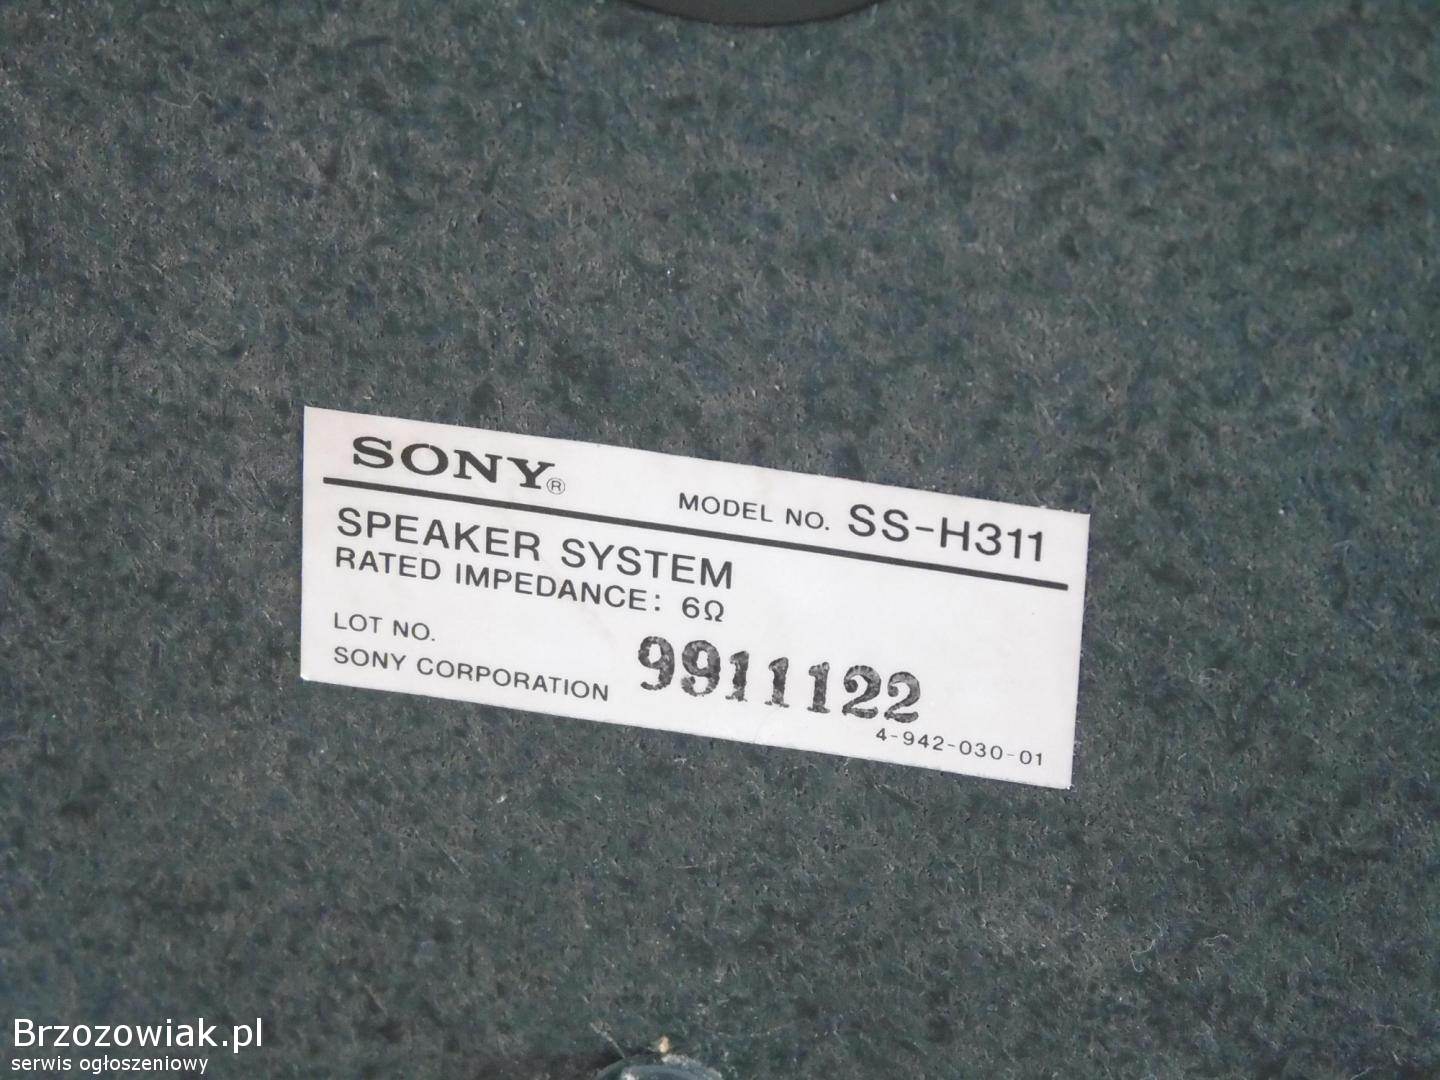 SONY®
MODEL NO. SS-H311
SPEAKER SYSTEM
RATED IMPEDANCE: 6Ω
LOT NO.
9911122
SONY CORPORATION
4-942-030-01
Brzozowiak.pl
serwis ogłoszeniowy